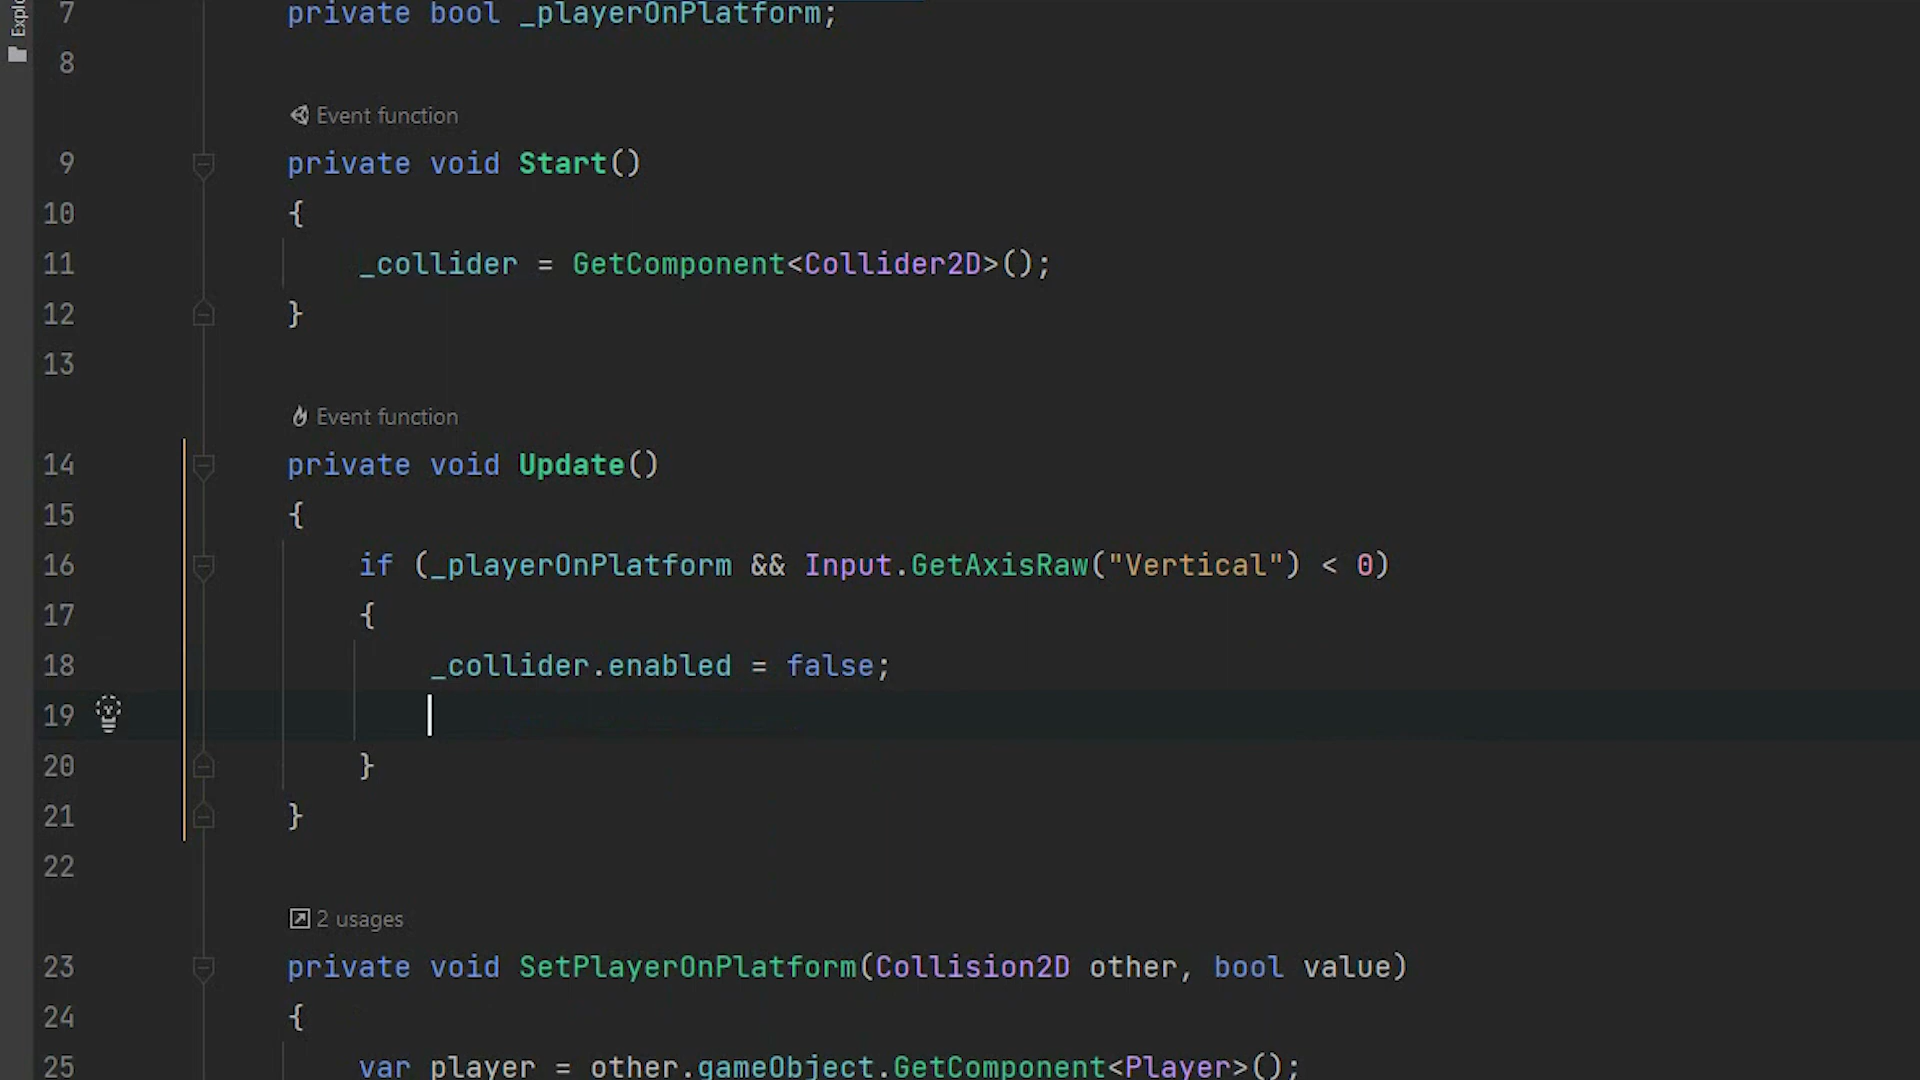 Explo
7 private bool _playerOnPlatform;
8
Event function
9 private void Start()
10 {
11 _collider = GetComponent<Collider2D>();
12 }
13
Event function
14 private void Update()
15 {
16 if (_playerOnPlatform && Input.GetAxisRaw("Vertical") < 0)
17 {
18 _collider.enabled = false;
19
20 }
21 }
22
2 usages
23 private void SetPlayerOnPlatform(Collision2D other, bool value)
24 {
25 var player = other.gameObject.GetComponent<Player>();